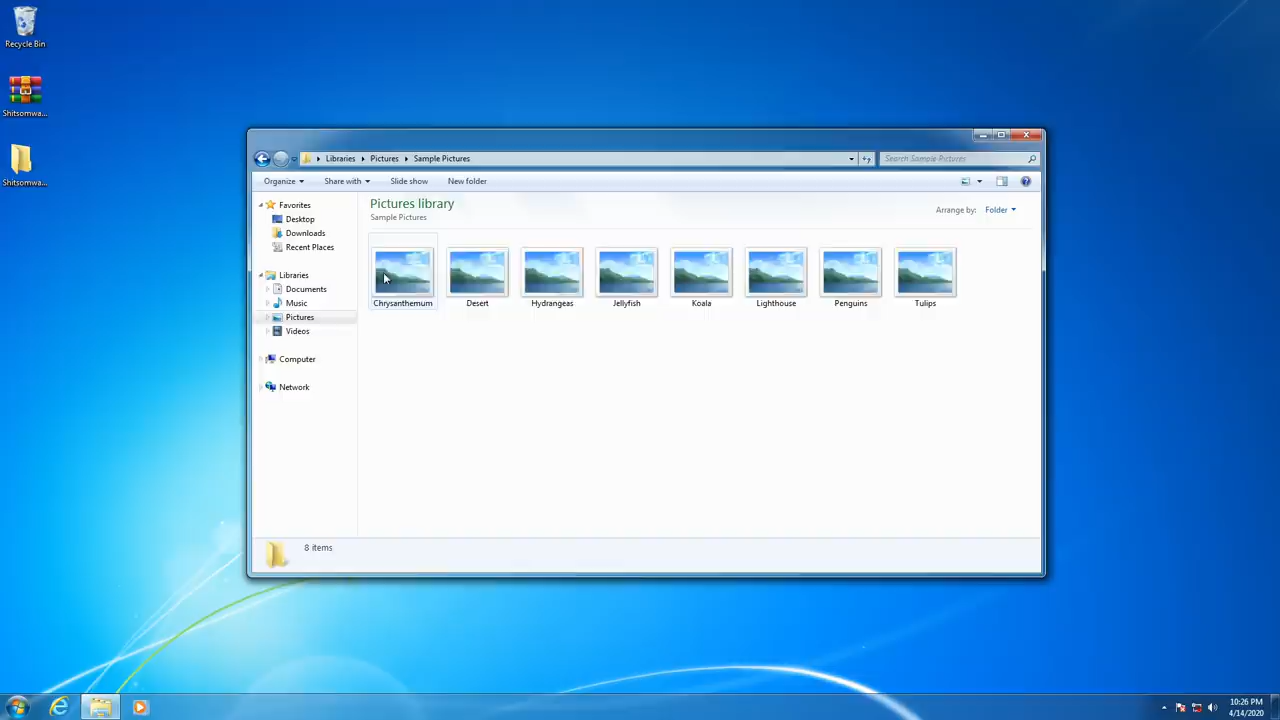 Recycle Bin
Shitsomwa...
Shitsomwa...
Libraries
Pictures
Sample Pictures
Search Sample Pictures
Organize
Share with
Slide show
New folder
Favorites
Desktop
Downloads
Recent Places
Libraries
Documents
Music
Pictures
Videos
Computer
Network
Pictures library
Sample Pictures
Arrange by: Folder
Chrysanthemum
Desert
Hydrangeas
Jellyfish
Koala
Lighthouse
Penguins
Tulips
8 items
10:26 PM
4/14/2020